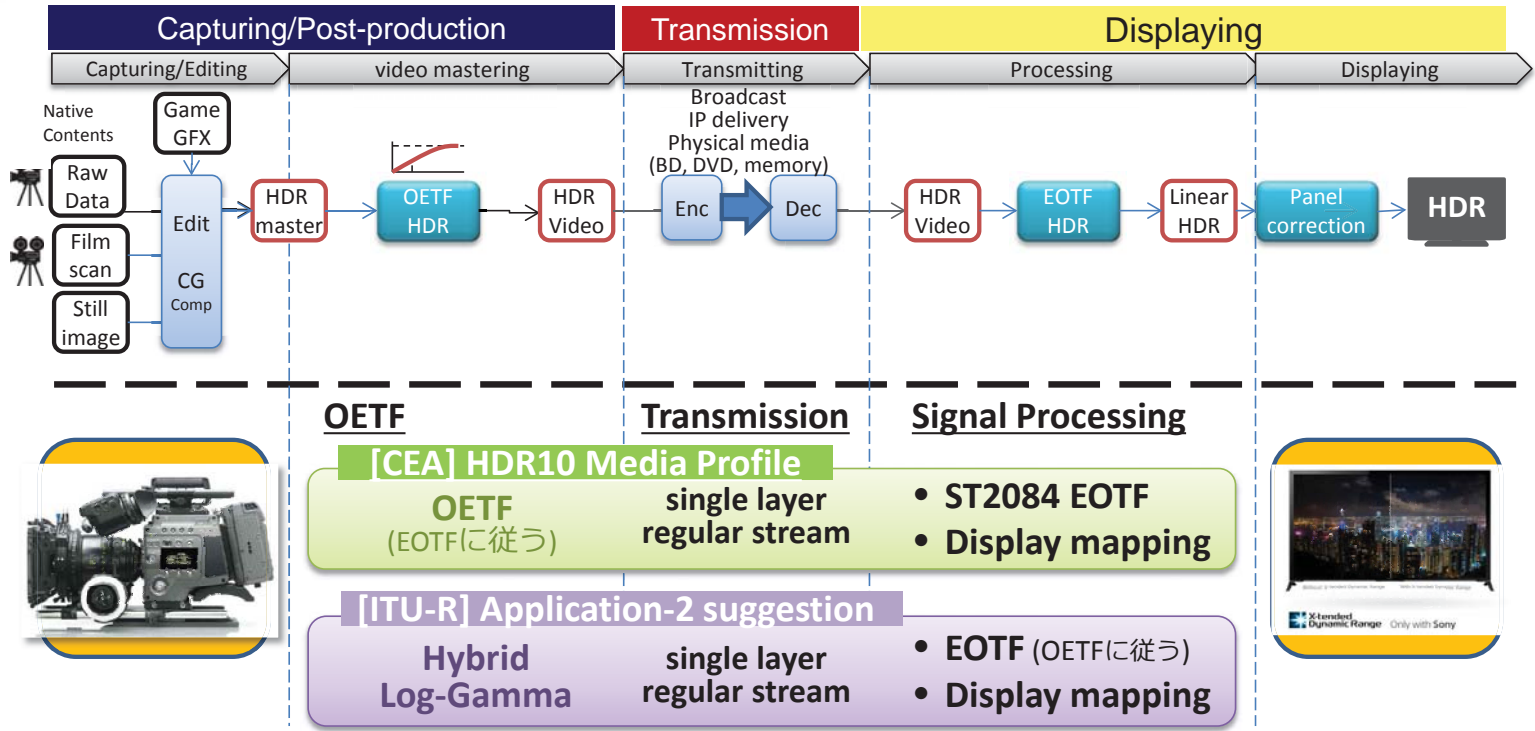 Capturing/Post-production
Transmission
Displaying
Capturing/Editing
video mastering
Transmitting
Processing
Displaying
Native
Contents
Game
GFX
Raw
Data
Film
scan
Still
image
Edit
CG
Comp
HDR
master
OETF
HDR
HDR
Video
Broadcast
IP delivery
Physical media
(BD, DVD, memory)
Enc
Dec
HDR
Video
EOTF
HDR
Linear
HDR
Panel
correction
HDR
OETF
Transmission
Signal Processing
[CEA] HDR10 Media Profile
OETF
(EOTFに従う)
single layer
regular stream
• ST2084 EOTF
• Display mapping
[ITU-R] Application-2 suggestion
Hybrid
Log-Gamma
single layer
regular stream
• EOTF (OETFに従う)
• Display mapping
X-tended
Dynamic Range
Only with Sony